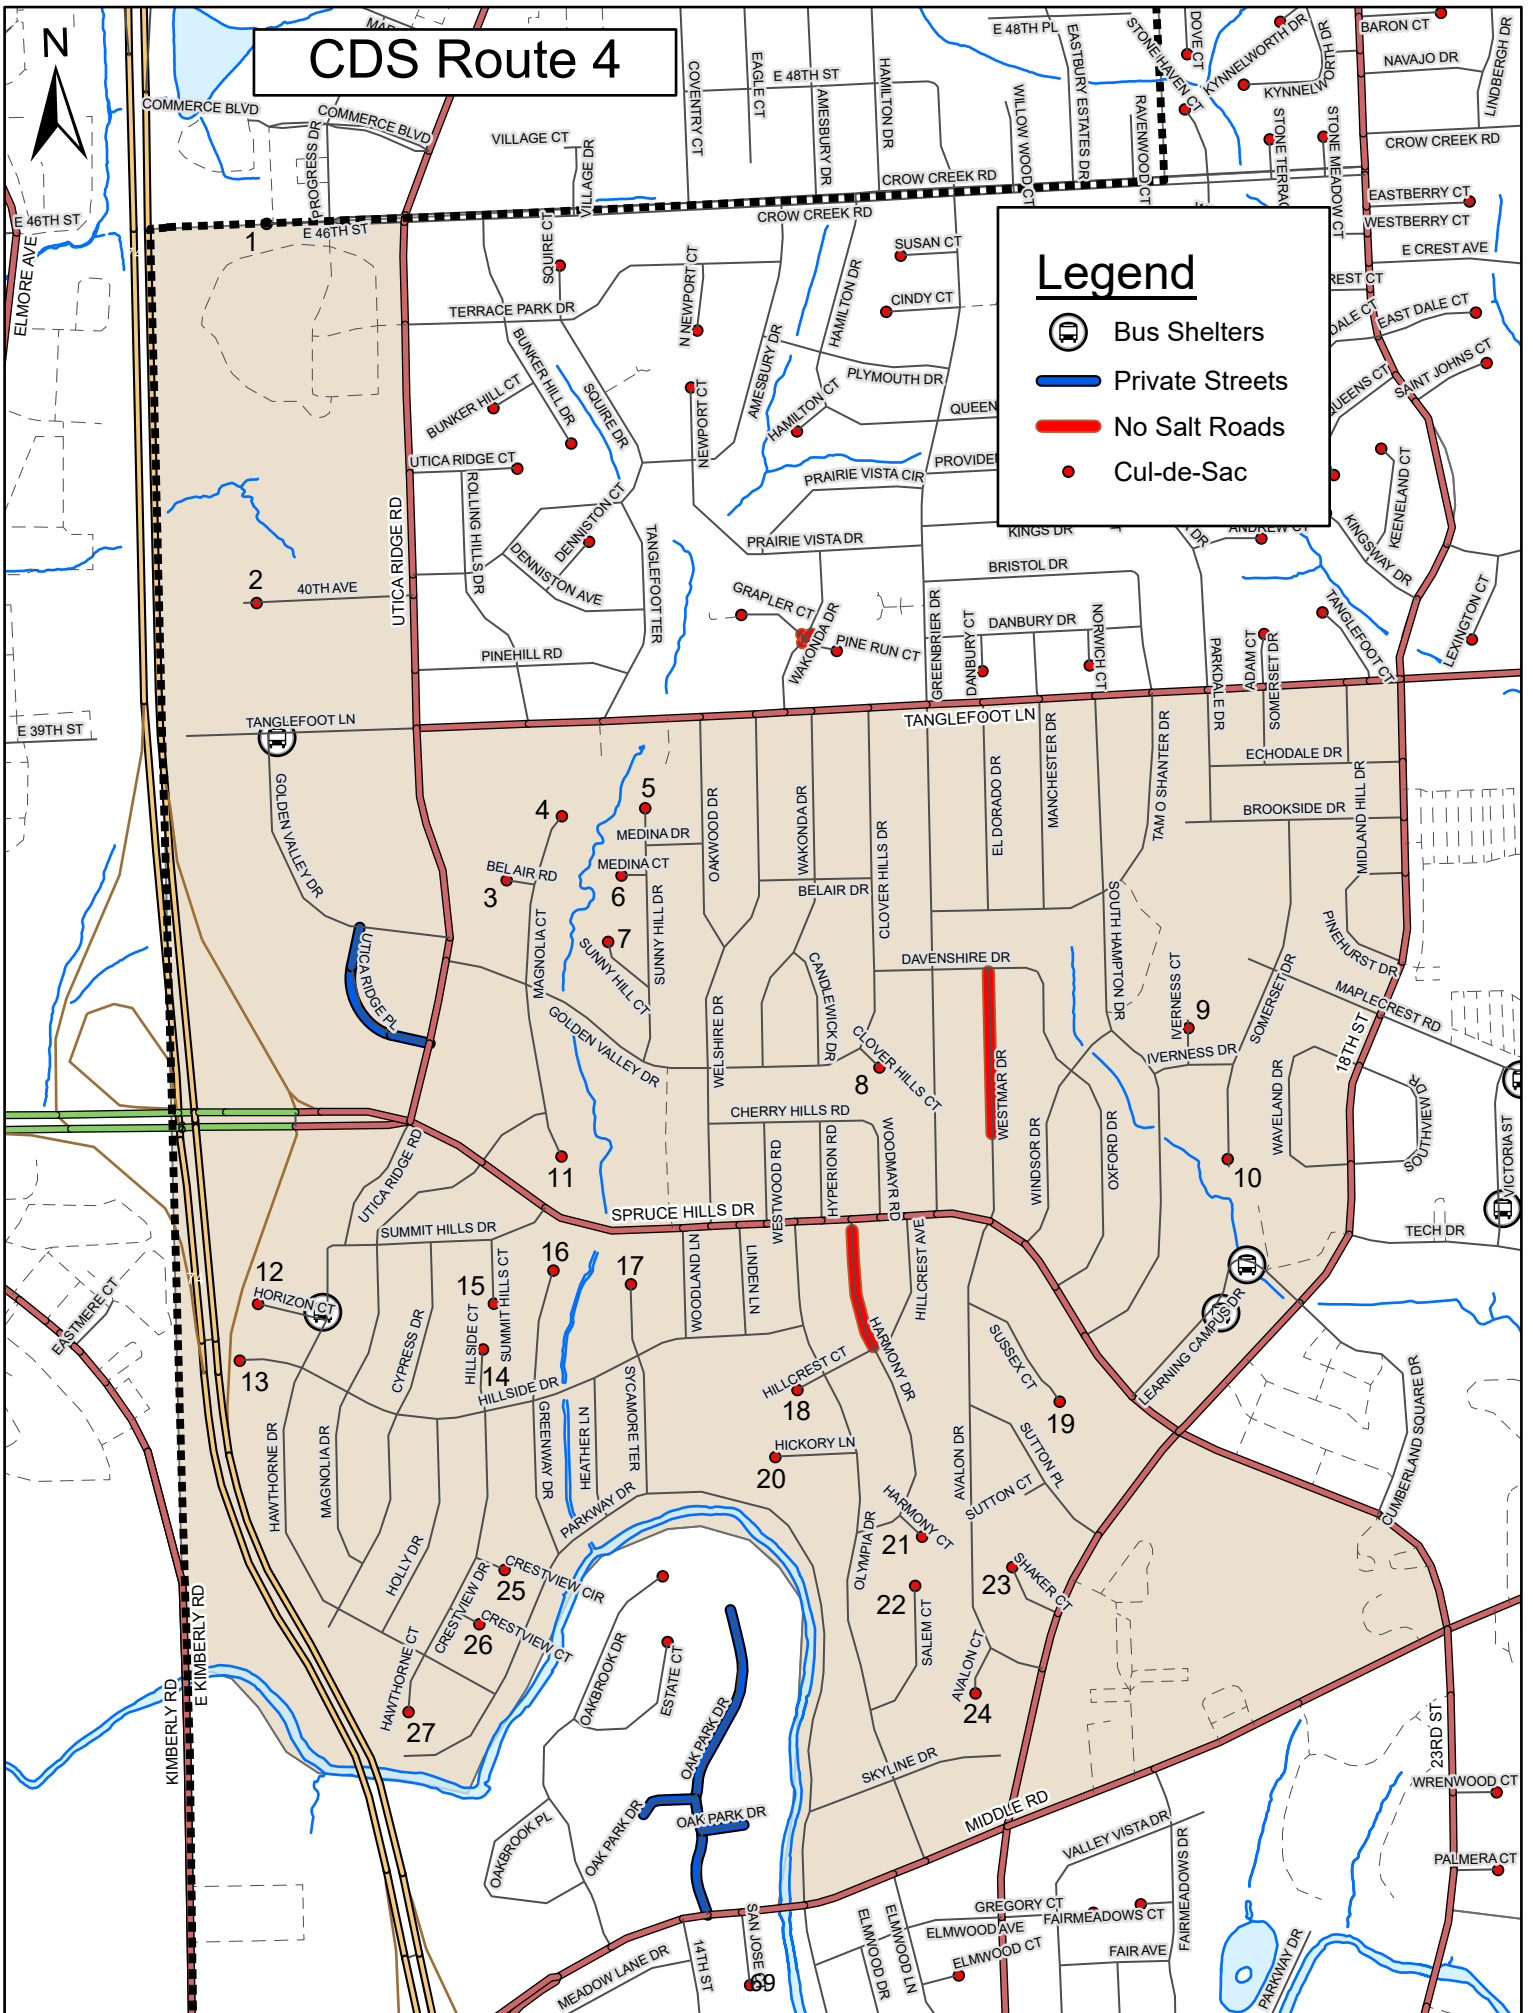 N
CDS Route 4
E 48TH PL
STONE HAVEN CT
DOVE CT
KYNNELWORTH DR
BARON CT
NAVAJO DR
LINDBERGH DR
COMMERCE BLVD
COMMERCE BLVD
PROGRESS DR
VILLAGE CT
VILLAGE DR
COVENTRY CT
EAGLE CT
E 48TH ST
AMESBURY DR
HAMILTON DR
WILLOW WOOD CT
EASTBURY ESTATES DR
RAVENWOOD CT
STONE TERRAC
STONE MEADOW CT
CROW CREEK RD
CROW CREEK RD
CROW CREEK RD
EASTBERRY CT
WESTBERRY CT
E CREST AVE
REST CT
DALE CT
EAST DALE CT
SAINT JOHNS CT
QUEENS CT
E 46TH ST
ELMORE AVE
1
E 46TH ST
SQUIRE CT
N NEWPORT CT
SUSAN CT
CINDY CT
TERRACE PARK DR
BUNKER HILL DR
BUNKER HILL CT
SQUIRE DR
AMESBURY DR
HAMILTON DR
HAMILTON CT
PLYMOUTH DR
QUEEN
NEWPORT CT
UTICA RIDGE CT
ROLLING HILLS DR
PRAIRIE VISTA CIR
PROVIDE
Legend
Bus Shelters
Private Streets
No Salt Roads
Cul-de-Sac
KEENELAND CT
KINGSWAY DR
ANDREW CT
KINGS DR
UTICA RIDGE RD
DENNISTON CT
DENNISTON AVE
TANGLEFOOT TER
PRAIRIE VISTA DR
BRISTOL DR
2
40TH AVE
GRAPLER CT
WAKONDA DR
PINE RUN CT
GREENBRIER DR
DANBURY CT
DANBURY DR
NORWICH CT
PARKDALE DR
ADAM CT
SOMERSET DR
TANGLEFOOT CT
LEXINGTON CT
PINEHILL RD
E 39TH ST
TANGLEFOOT LN
TANGLEFOOT LN
GOLDEN VALLEY DR
4
5
MEDINA DR
BELAIR RD
3
MEDINA CT
6
7
SUNNY HILL CT
SUNNY HILL DR
MAGNOLIA CT
OAKWOOD DR
WAKONDA DR
BELAIR DR
CLOVER HILLS DR
EL DORADO DR
MANCHESTER DR
TAM O SHANTER DR
ECHODALE DR
BROOKSIDE DR
MIDLAND HILL DR
PINEHURST DR
MAPLECREST RD
18TH ST
UTICA RIDGE PL
GOLDEN VALLEY DR
WELSHIRE DR
CANDLEWICK DR
CLOVER HILLS CT
8
DAVENSHIRE DR
SOUTH HAMPTON DR
IVERNESS CT
9
IVERNESS DR
SOMERSET DR
WESTMAR DR
WINDSOR DR
OXFORD DR
WAVELAND DR
10
SOUTHVIEW DR
VICTORIA ST
TECH DR
CHERRY HILLS RD
WESTWOOD RD
HYPERION RD
WOODMAYR RD
11
UTICA RIDGE RD
SPRUCE HILLS DR
SUMMIT HILLS DR
12
HORIZON CT
13
15
SUMMIT HILLS CT
HILLSIDE CT
14
16
17
WOODLAND LN
LINDEN LN
HILLCREST AVE
HARMONY DR
HILLCREST CT
18
SUSSEX CT
19
LEARNING CAMPUS DR
CUMBERLAND SQUARE DR
EASTMERE CT
74
CYPRESS DR
HILLSIDE DR
HAWTHORNE DR
MAGNOLIA DR
GREENWAY DR
HEATHER LN
SYCAMORE TER
PARKWAY DR
HICKORY LN
20
HARMONY CT
21
OLYMPIA DR
AVALON DR
SUTTON PL
SUTTON CT
HOLLY DR
CRESTVIEW DR
25
CRESTVIEW CIR
26
CRESTVIEW CT
22
SALEM CT
23
SHAKER CT
AVALON CT
24
HAWTHORNE CT
27
KIMBERLY RD
E KIMBERLY RD
OAKBROOK DR
ESTATE CT
OAK PARK DR
OAK PARK DR
OAK PARK DR
OAKBROOK PL
SKYLINE DR
MIDDLE RD
23RD ST
WRENWOOD CT
PALMERA CT
VALLEY VISTA DR
FAIRMEADOWS DR
GREGORY CT
FAIRMEADOWS CT
ELMWOOD AVE
ELMWOOD CT
ELMWOOD DR
ELMWOOD LN
FAIR AVE
PARKWAY DR
MEADOW LANE DR
14TH ST
SAN JOSE
69